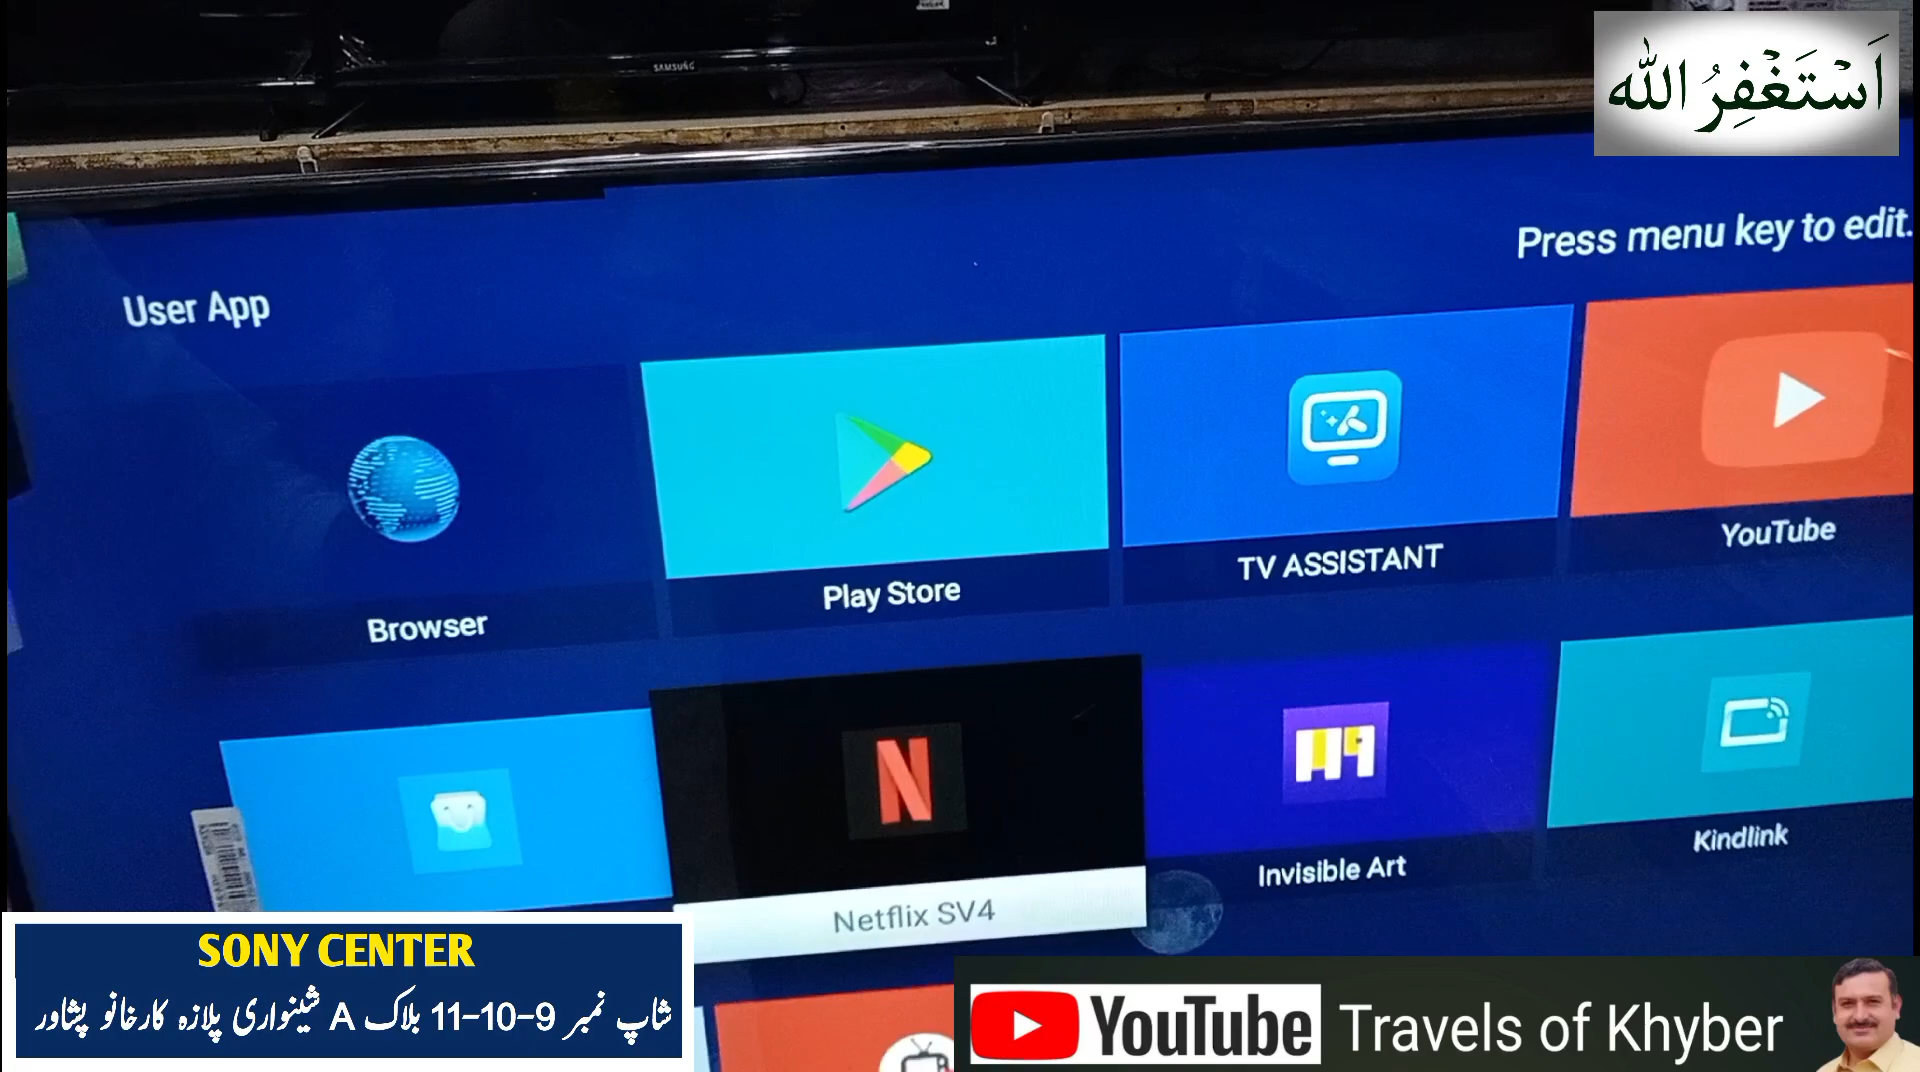 SAMSUNG
اَسْتَغْفِرُ الله
Press menu key to edit.
User App
Browser
Play Store
TV ASSISTANT
YouTube
Netflix SV4
Invisible Art
Kindlink
SONY CENTER
شاپ نمبر 9-10-11 بلاک A شینواری پلازہ کارخانو پشاور
YouTube
Travels of Khyber